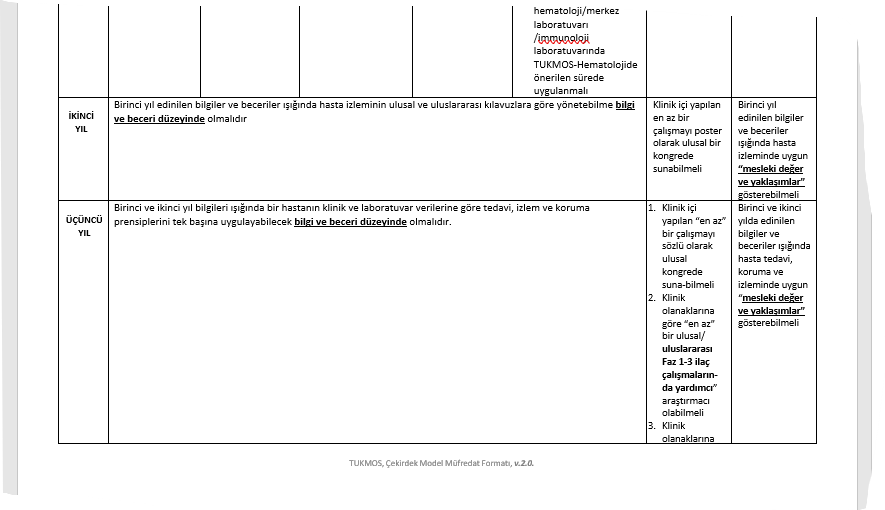 hematoloji/merkez
laboratuvarı
/immunoloji
laboratuvarında
TUKMOS-Hematolojide
önerilen sürede
uygulanmalı
İKİNCİ
YIL
Birinci yıl edinilen bilgiler ve beceriler ışığında hasta izleminin ulusal ve uluslararası kılavuzlara göre yönetebilme bilgi
ve beceri düzeyinde olmalıdır
Klinik içi yapılan
en az bir
çalışmayı poster
olarak ulusal bir
kongrede
sunabilmeli
Birinci yıl
edinilen bilgiler
ve beceriler
ışığında hasta
izleminde uygun
“mesleki değer
ve yaklaşımlar”
gösterebilmeli
ÜÇÜNCÜ
YIL
Birinci ve ikinci yıl bilgileri ışığında bir hastanın klinik ve laboratuvar verilerine göre tedavi, izlem ve koruma
prensiplerini tek başına uygulayabilecek bilgi ve beceri düzeyinde olmalıdır.
1. Klinik içi
yapılan “en az”
bir çalışmayı
sözlü olarak
ulusal
kongrede
suna-bilmeli
2. Klinik
olanaklarına
göre “en az”
bir ulusal/
uluslararası
Faz 1-3 ilaç
çalışmaların-
da yardımcı”
araştırmacı
olabilmeli
3. Klinik
olanaklarına
Birinci ve ikinci
yılda edinilen
bilgiler ve
beceriler ışığında
hasta tedavi,
koruma ve
izleminde uygun
“mesleki değer
ve yaklaşımlar”
gösterebilmeli
TUKMOS, Çekirdek Model Müfredat Formatı, v.2.0.